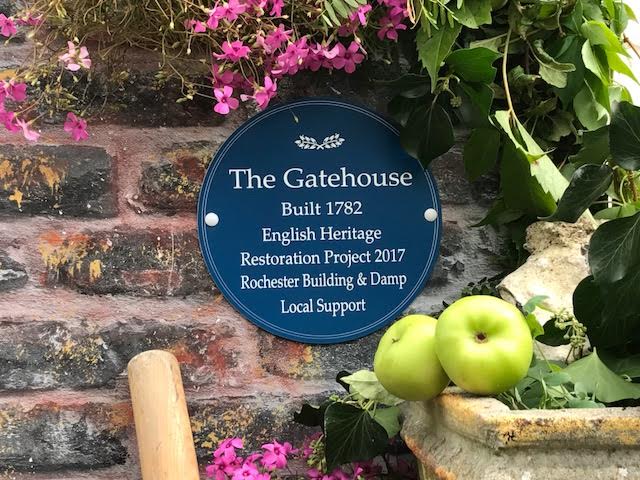 The Gatehouse
Built 1782
English Heritage
Restoration Project 2017
Rochester Building & Damp
Local Support